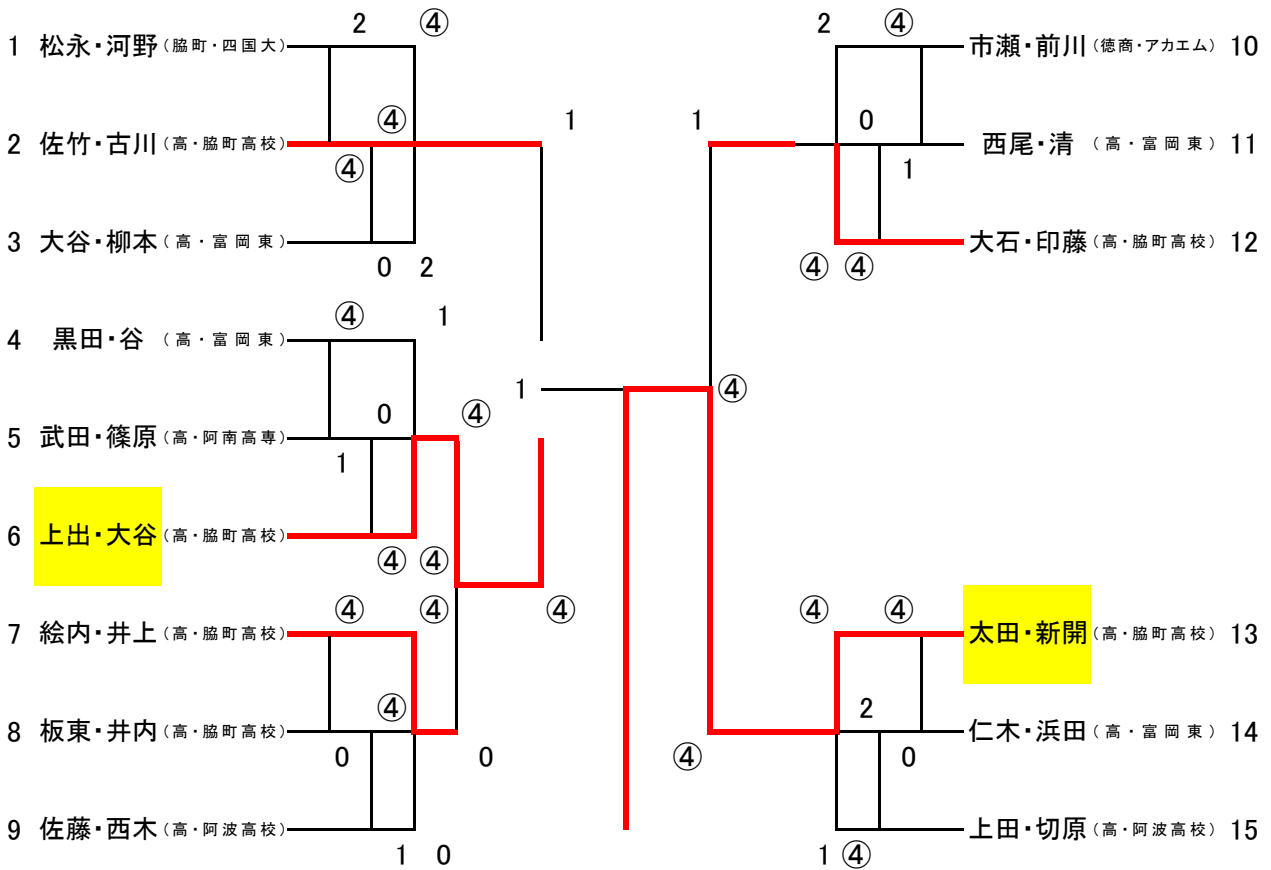 2 ④
1 松永・河野 (脇町・四国大)
④ 1
2 佐竹・古川 (高・脇町高校)
④
3 大谷・柳本 (高・富岡東)
0 2
④ 1
4 黒田・谷 (高・富岡東)
1
0 ④
5 武田・篠原 (高・阿南高専)
1
6 上出・大谷 (高・脇町高校)
④ ④
④ ④ ④
7 絵内・井上 (高・脇町高校)
④
8 板東・井内 (高・脇町高校)
0 0
9 佐藤・西木 (高・阿波高校)
1 0
2 ④
市瀬・前川 (徳商・アカエム) 10
1 0
西尾・清 (高・富岡東) 11
1
大石・印藤 (高・脇町高校) 12
④ ④
④
④ ④
太田・新開 (高・脇町高校) 13
2
仁木・浜田 (高・富岡東) 14
④ 0
上田・切原 (高・阿波高校) 15
1 ④